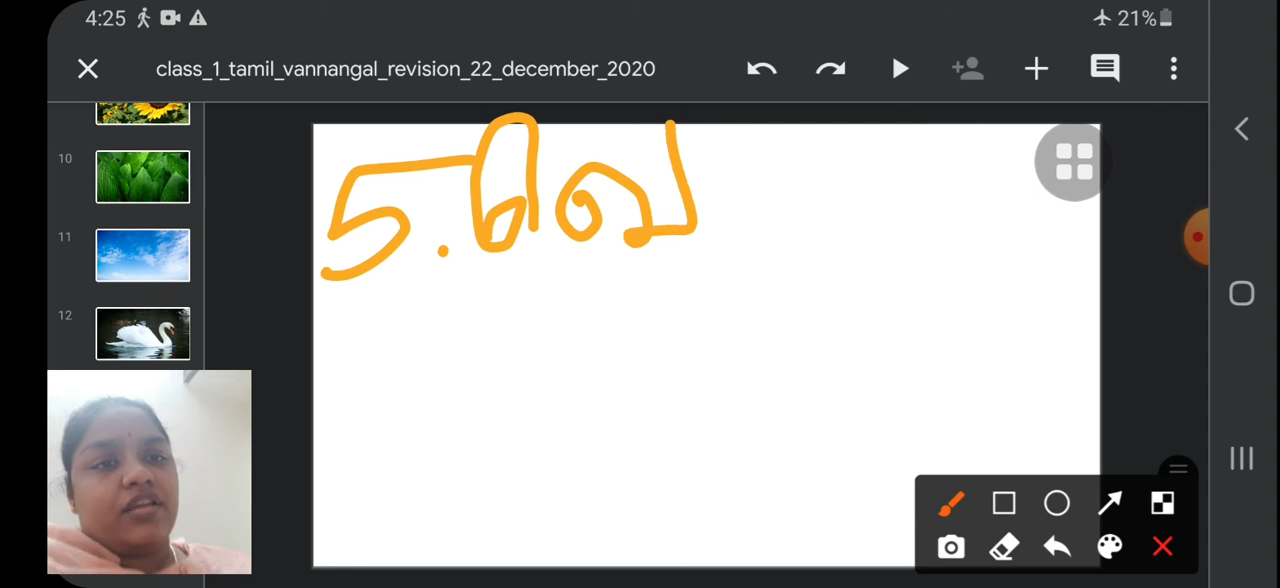 4:25 21%
class_1_tamil_vannangal_revision_22_december_2020
5.வெ
10
11
12